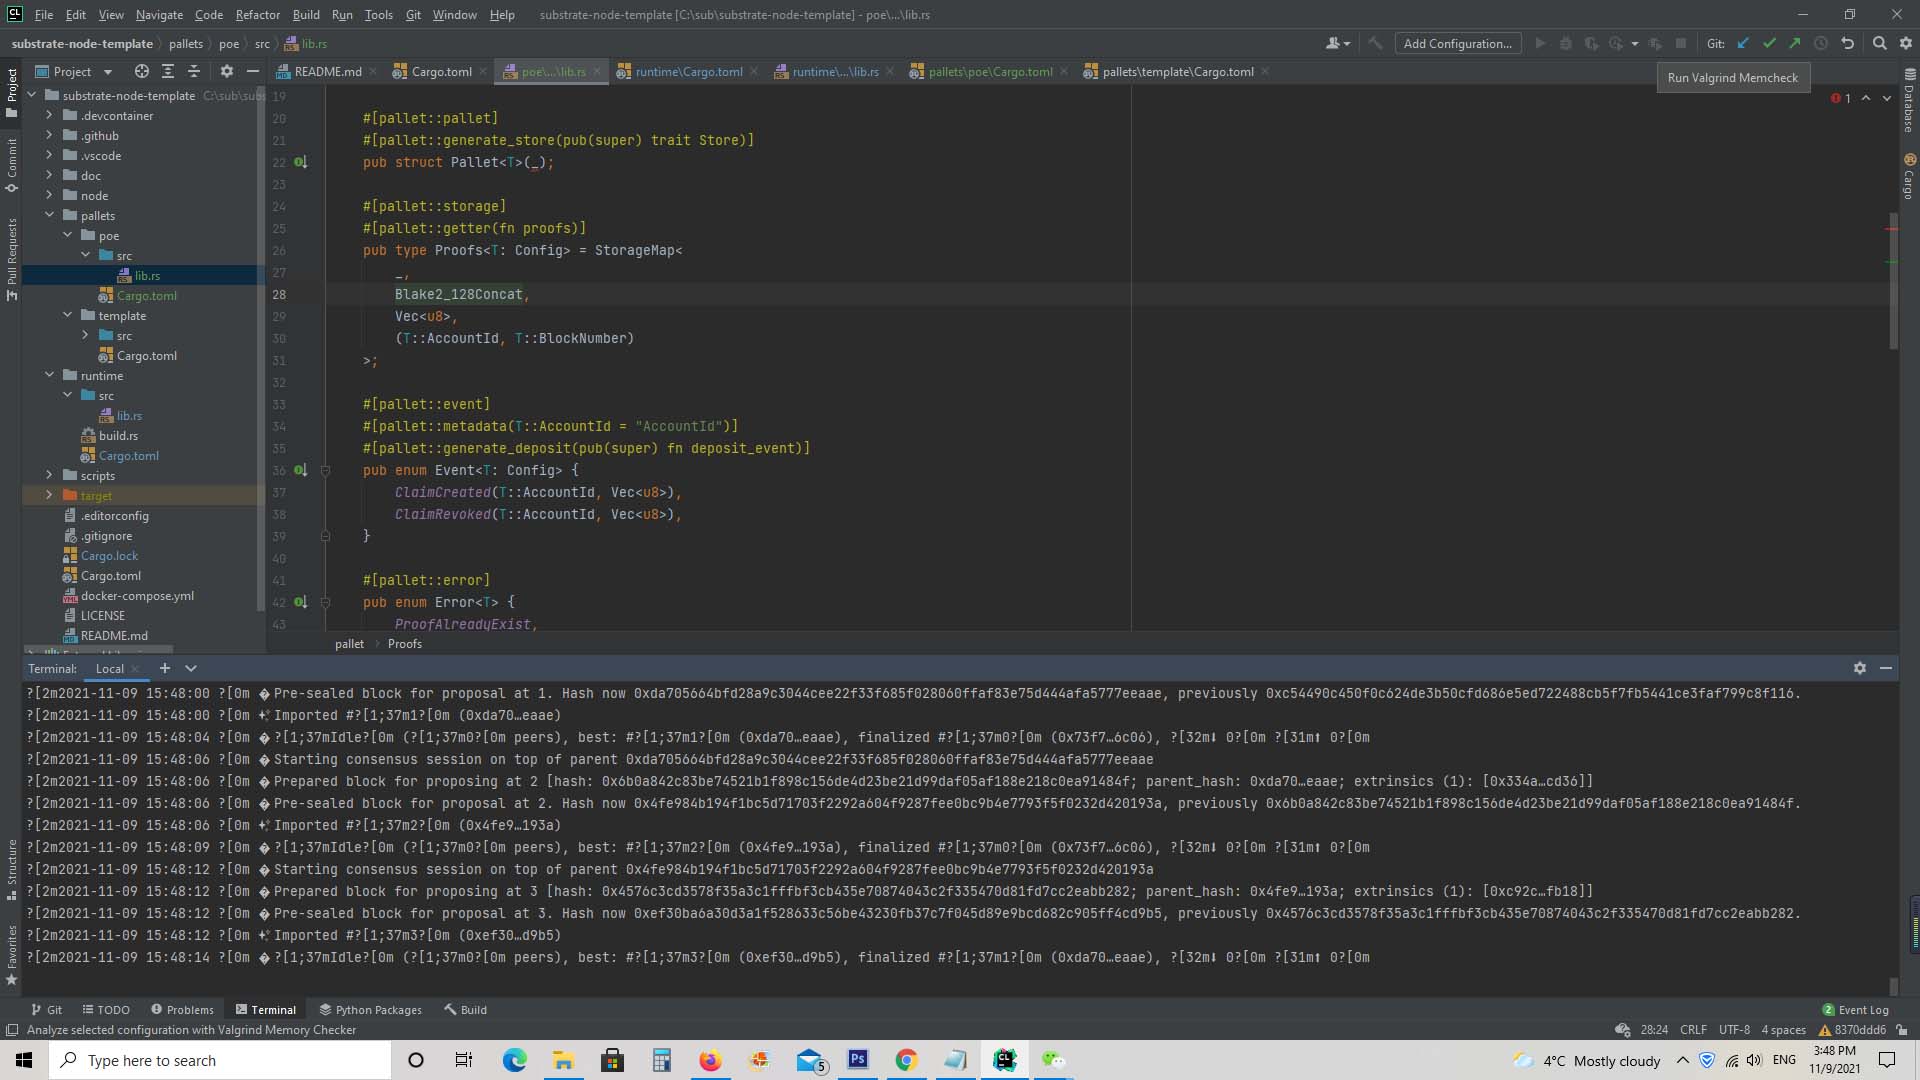 File Edit View Navigate Code Refactor Build Run Tools Git Window Help substrate-node-template [C:\sub\substrate-node-template] - poe\...\lib.rs
substrate-node-template pallets poe src lib.rs Add Configuration... Git:
Project README.md Cargo.toml poe\...\lib.rs runtime\Cargo.toml runtime\...\lib.rs pallets\poe\Cargo.toml pallets\template\Cargo.toml
Run Valgrind Memcheck
1
Project
Commit
Pull Requests
Structure
Favorites
Database
Cargo
substrate-node-template C:\sub\subs
.devcontainer
.github
.vscode
doc
node
pallets
poe
src
lib.rs
Cargo.toml
template
src
Cargo.toml
runtime
src
lib.rs
build.rs
Cargo.toml
scripts
target
.editorconfig
.gitignore
Cargo.lock
Cargo.toml
docker-compose.yml
LICENSE
README.md
19
20 #[pallet::pallet]
21 #[pallet::generate_store(pub(super) trait Store)]
22 pub struct Pallet<T>(_);
23
24 #[pallet::storage]
25 #[pallet::getter(fn proofs)]
26 pub type Proofs<T: Config> = StorageMap<
27 _,
28 Blake2_128Concat,
29 Vec<u8>,
30 (T::AccountId, T::BlockNumber)
31 >;
32
33 #[pallet::event]
34 #[pallet::metadata(T::AccountId = "AccountId")]
35 #[pallet::generate_deposit(pub(super) fn deposit_event)]
36 pub enum Event<T: Config> {
37 ClaimCreated(T::AccountId, Vec<u8>),
38 ClaimRevoked(T::AccountId, Vec<u8>),
39 }
40
41 #[pallet::error]
42 pub enum Error<T> {
43 ProofAlreadyExist,
pallet Proofs
Terminal: Local
?[2m2021-11-09 15:48:00 ?[0m �Pre-sealed block for proposal at 1. Hash now 0xda705664bfd28a9c3044cee22f33f685f028060ffaf83e75d444afa5777eeaae, previously 0xc54490c450f0c624de3b50cfd686e5ed722488cb5f7fb5441ce3faf799c8f116.
?[2m2021-11-09 15:48:00 ?[0m ✨Imported #?[1;37m1?[0m (0xda70…eaae)
?[2m2021-11-09 15:48:04 ?[0m �?[1;37mIdle?[0m (?[1;37m0?[0m peers), best: #?[1;37m1?[0m (0xda70…eaae), finalized #?[1;37m0?[0m (0x73f7…6c06), ?[32m⬇ 0?[0m ?[31m⬆ 0?[0m
?[2m2021-11-09 15:48:06 ?[0m �Starting consensus session on top of parent 0xda705664bfd28a9c3044cee22f33f685f028060ffaf83e75d444afa5777eeaae
?[2m2021-11-09 15:48:06 ?[0m �Prepared block for proposing at 2 [hash: 0x6b0a842c83be74521b1f898c156de4d23be21d99daf05af188e218c0ea91484f; parent_hash: 0xda70…eaae; extrinsics (1): [0x334a…cd36]]
?[2m2021-11-09 15:48:06 ?[0m �Pre-sealed block for proposal at 2. Hash now 0x4fe984b194f1bc5d71703f2292a604f9287fee0bc9b4e7793f5f0232d420193a, previously 0x6b0a842c83be74521b1f898c156de4d23be21d99daf05af188e218c0ea91484f.
?[2m2021-11-09 15:48:06 ?[0m ✨Imported #?[1;37m2?[0m (0x4fe9…193a)
?[2m2021-11-09 15:48:09 ?[0m �?[1;37mIdle?[0m (?[1;37m0?[0m peers), best: #?[1;37m2?[0m (0x4fe9…193a), finalized #?[1;37m0?[0m (0x73f7…6c06), ?[32m⬇ 0?[0m ?[31m⬆ 0?[0m
?[2m2021-11-09 15:48:12 ?[0m �Starting consensus session on top of parent 0x4fe984b194f1bc5d71703f2292a604f9287fee0bc9b4e7793f5f0232d420193a
?[2m2021-11-09 15:48:12 ?[0m �Prepared block for proposing at 3 [hash: 0x4576c3cd3578f35a3c1fffbf3cb435e70874043c2f335470d81fd7cc2eabb282; parent_hash: 0x4fe9…193a; extrinsics (1): [0xc92c…fb18]]
?[2m2021-11-09 15:48:12 ?[0m �Pre-sealed block for proposal at 3. Hash now 0xef30ba6a30d3a1f528633c56be43230fb37c7f045d89e9bcd682c905ff4cd9b5, previously 0x4576c3cd3578f35a3c1fffbf3cb435e70874043c2f335470d81fd7cc2eabb282.
?[2m2021-11-09 15:48:12 ?[0m ✨Imported #?[1;37m3?[0m (0xef30…d9b5)
?[2m2021-11-09 15:48:14 ?[0m �?[1;37mIdle?[0m (?[1;37m0?[0m peers), best: #?[1;37m3?[0m (0xef30…d9b5), finalized #?[1;37m1?[0m (0xda70…eaae), ?[32m⬇ 0?[0m ?[31m⬆ 0?[0m
Git TODO Problems Terminal Python Packages Build 2 Event Log
Analyze selected configuration with Valgrind Memory Checker 28:24 CRLF UTF-8 4 spaces 8370ddd6
Type here to search 5 Ps 4°C Mostly cloudy ENG 3:48 PM
11/9/2021